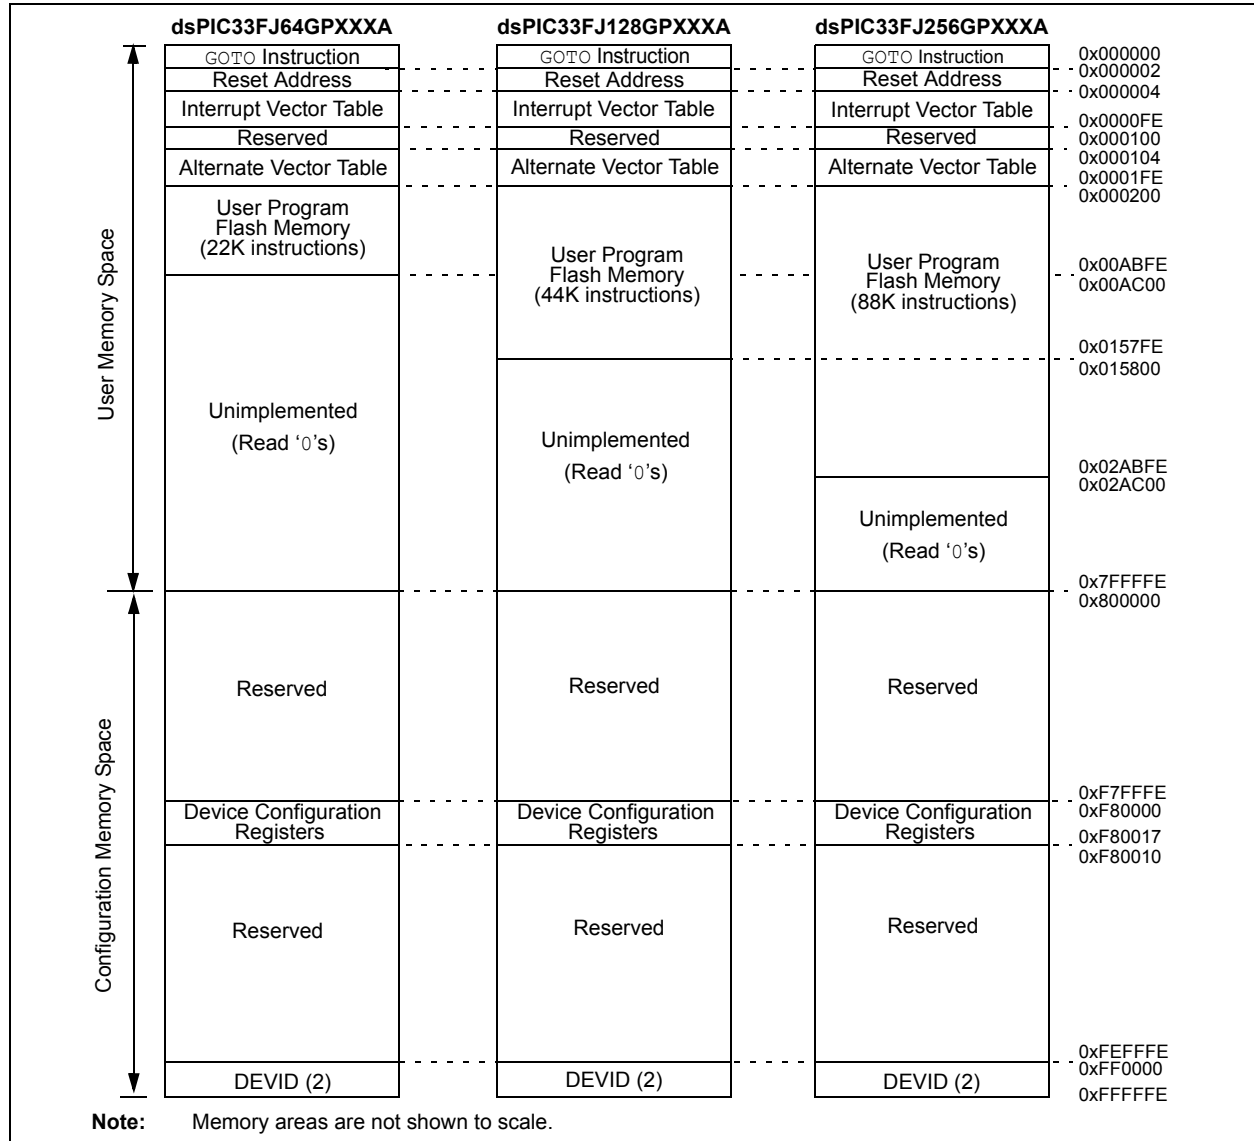 dsPIC33FJ64GPXXXA
dsPIC33FJ128GPXXXA
dsPIC33FJ256GPXXXA
User Memory Space
Configuration Memory Space
GOTO Instruction
Reset Address
Interrupt Vector Table
Reserved
Alternate Vector Table
User Program
Flash Memory
(22K instructions)
Unimplemented
(Read ‘0’s)
Reserved
Device Configuration
Registers
Reserved
DEVID (2)
GOTO Instruction
Reset Address
Interrupt Vector Table
Reserved
Alternate Vector Table
User Program
Flash Memory
(44K instructions)
Unimplemented
(Read ‘0’s)
Reserved
Device Configuration
Registers
Reserved
DEVID (2)
GOTO Instruction
Reset Address
Interrupt Vector Table
Reserved
Alternate Vector Table
User Program
Flash Memory
(88K instructions)
Unimplemented
(Read ‘0’s)
Reserved
Device Configuration
Registers
Reserved
DEVID (2)
0x000000
0x000002
0x000004
0x0000FE
0x000100
0x000104
0x0001FE
0x000200
0x00ABFE
0x00AC00
0x0157FE
0x015800
0x02ABFE
0x02AC00
0x7FFFFE
0x800000
0xF7FFFE
0xF80000
0xF80017
0xF80010
0xFEFFFE
0xFF0000
0xFFFFFE
Note: Memory areas are not shown to scale.